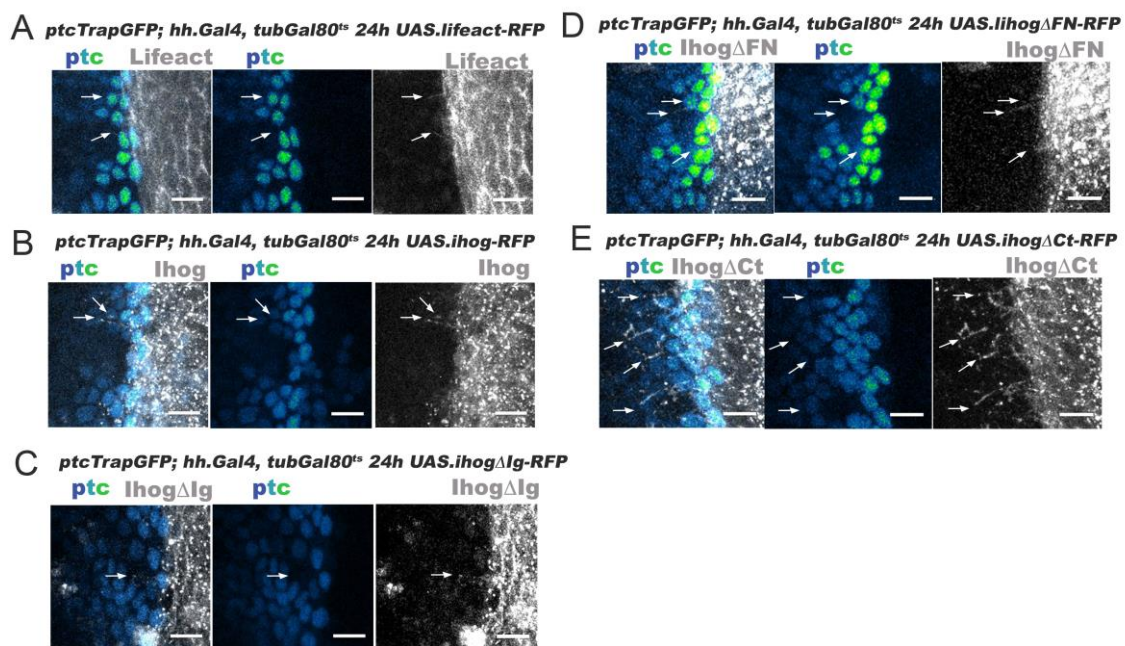 A ptcTrapGFP; hh.Gal4, tubGal80ts 24h UAS.lifeact-RFP
ptc Lifeact ptc Lifeact
B ptcTrapGFP; hh.Gal4, tubGal80ts 24h UAS.ihog-RFP
ptc Ihog ptc Ihog
C ptcTrapGFP; hh.Gal4, tubGal80ts 24h UAS.ihogΔIg-RFP
ptc IhogΔIg ptc IhogΔIg
D ptcTrapGFP; hh.Gal4, tubGal80ts 24h UAS.lihogΔFN-RFP
ptc IhogΔFN ptc IhogΔFN
E ptcTrapGFP; hh.Gal4, tubGal80ts 24h UAS.ihogΔCt-RFP
ptc IhogΔCt ptc IhogΔCt